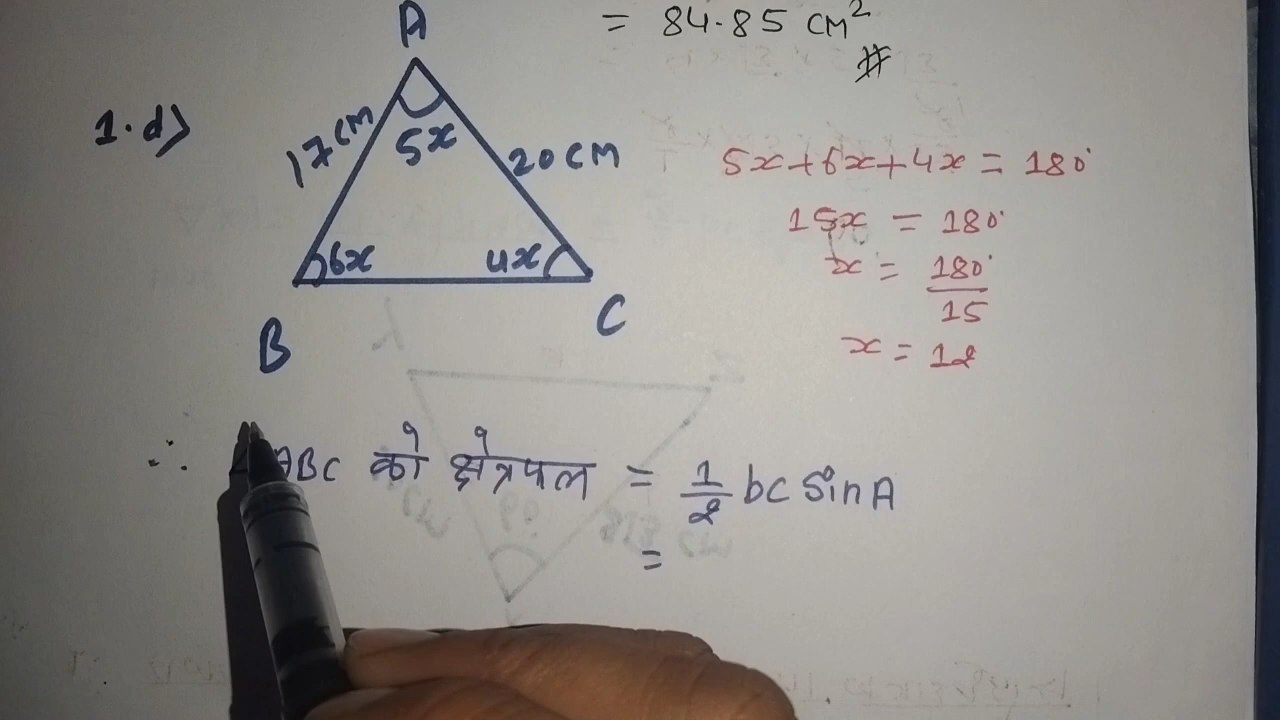 = 84.85 CM²
#
1.d>
A
17CM
5x
20CM
6x
4x
B
C
5x+6x+4x = 180°
15x = 180°
x = 180°
15
x = 12
∴ △ABC को क्षेत्रफल = 1/2 bc SinA
=